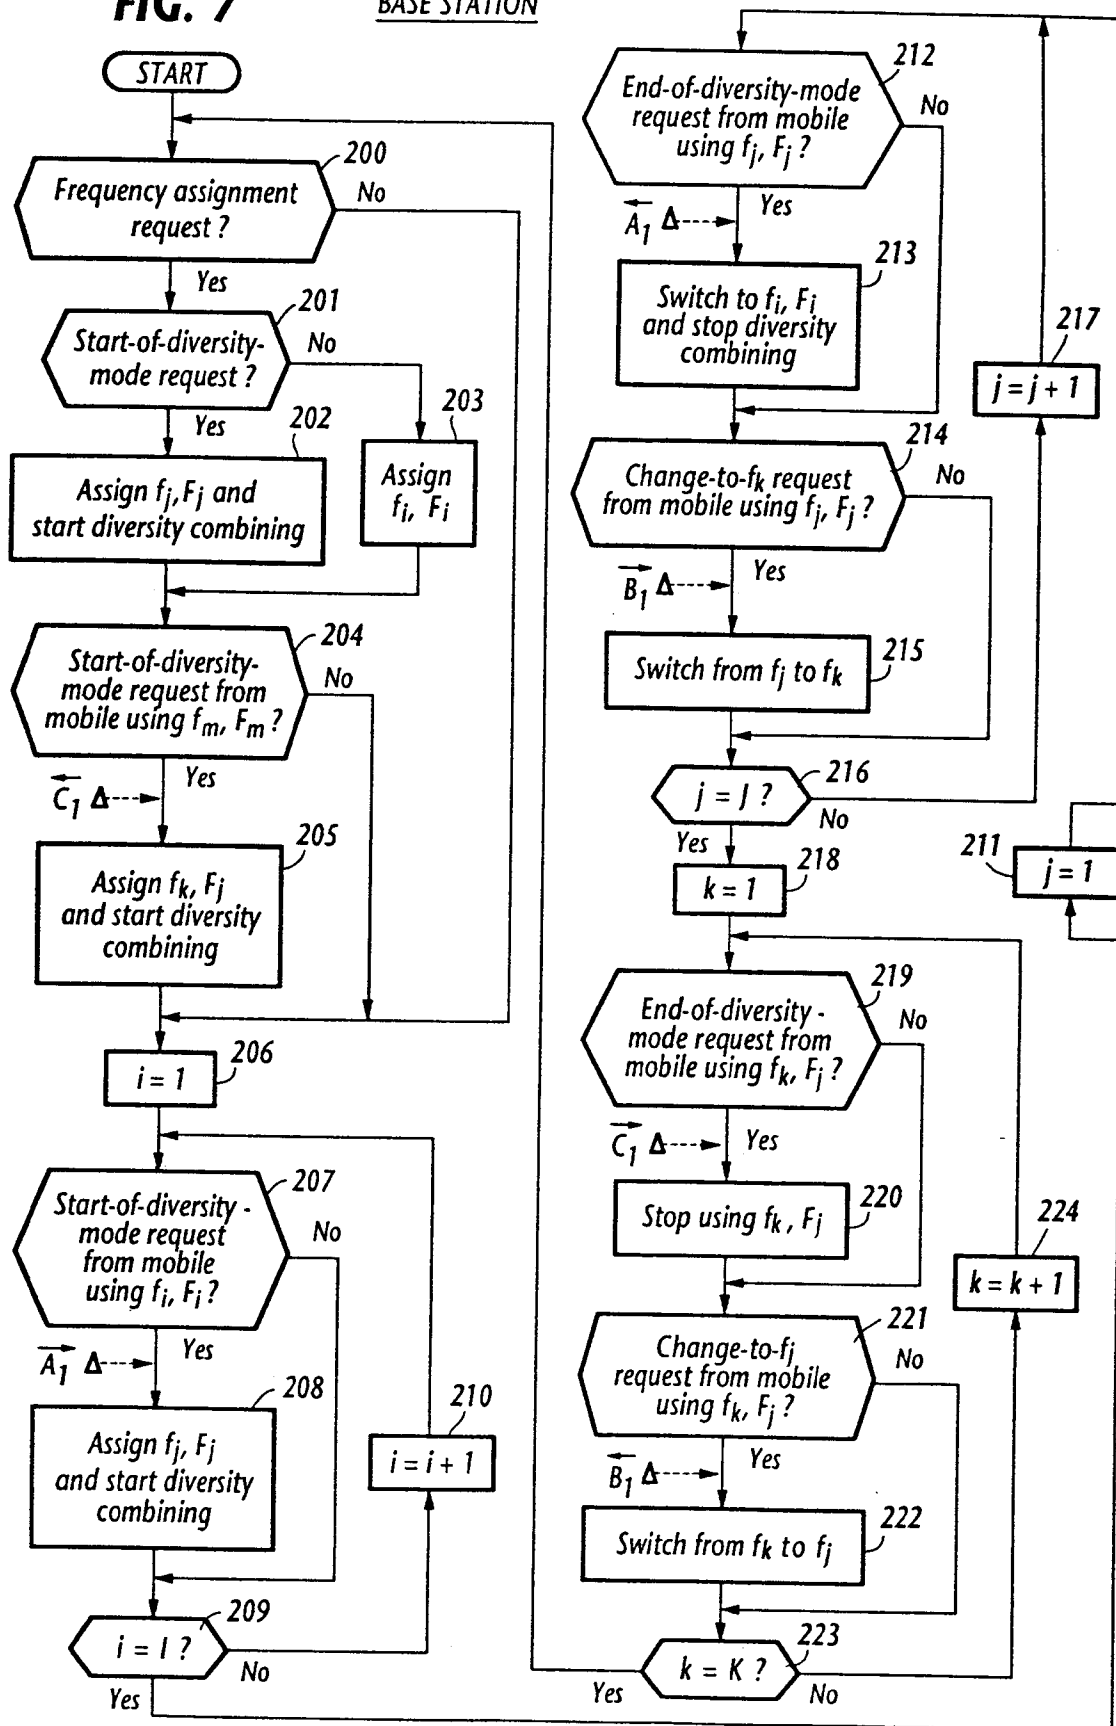 FIG. 7
BASE STATION
START
200
Frequency assignment
request ?
No
Yes
201
Start-of-diversity-
mode request ?
No
Yes
202
Assign fj, Fj and
start diversity combining
203
Assign
fi, Fi
204
Start-of-diversity-
mode request from
mobile using fm, Fm ?
No
Yes
C1 Δ
205
Assign fk, Fj
and start diversity
combining
206
i = 1
207
Start-of-diversity -
mode request
from mobile
using fi, Fi ?
No
Yes
A1 Δ
208
Assign fj, Fj
and start diversity
combining
210
i = i + 1
209
i = I ?
No
Yes
212
End-of-diversity-mode
request from mobile
using fj, Fj ?
No
Yes
A1 Δ
213
Switch to fi, Fi
and stop diversity
combining
217
j = j + 1
214
Change-to-fk request
from mobile using fj, Fj ?
No
Yes
B1 Δ
215
Switch from fj to fk
216
j = J ?
No
Yes
218
k = 1
211
j = 1
219
End-of-diversity -
mode request from
mobile using fk, Fj ?
No
Yes
C1 Δ
220
Stop using fk, Fj
224
k = k + 1
221
Change-to-fj
request from mobile
using fk, Fj ?
No
Yes
B1 Δ
222
Switch from fk to fj
223
k = K ?
Yes
No